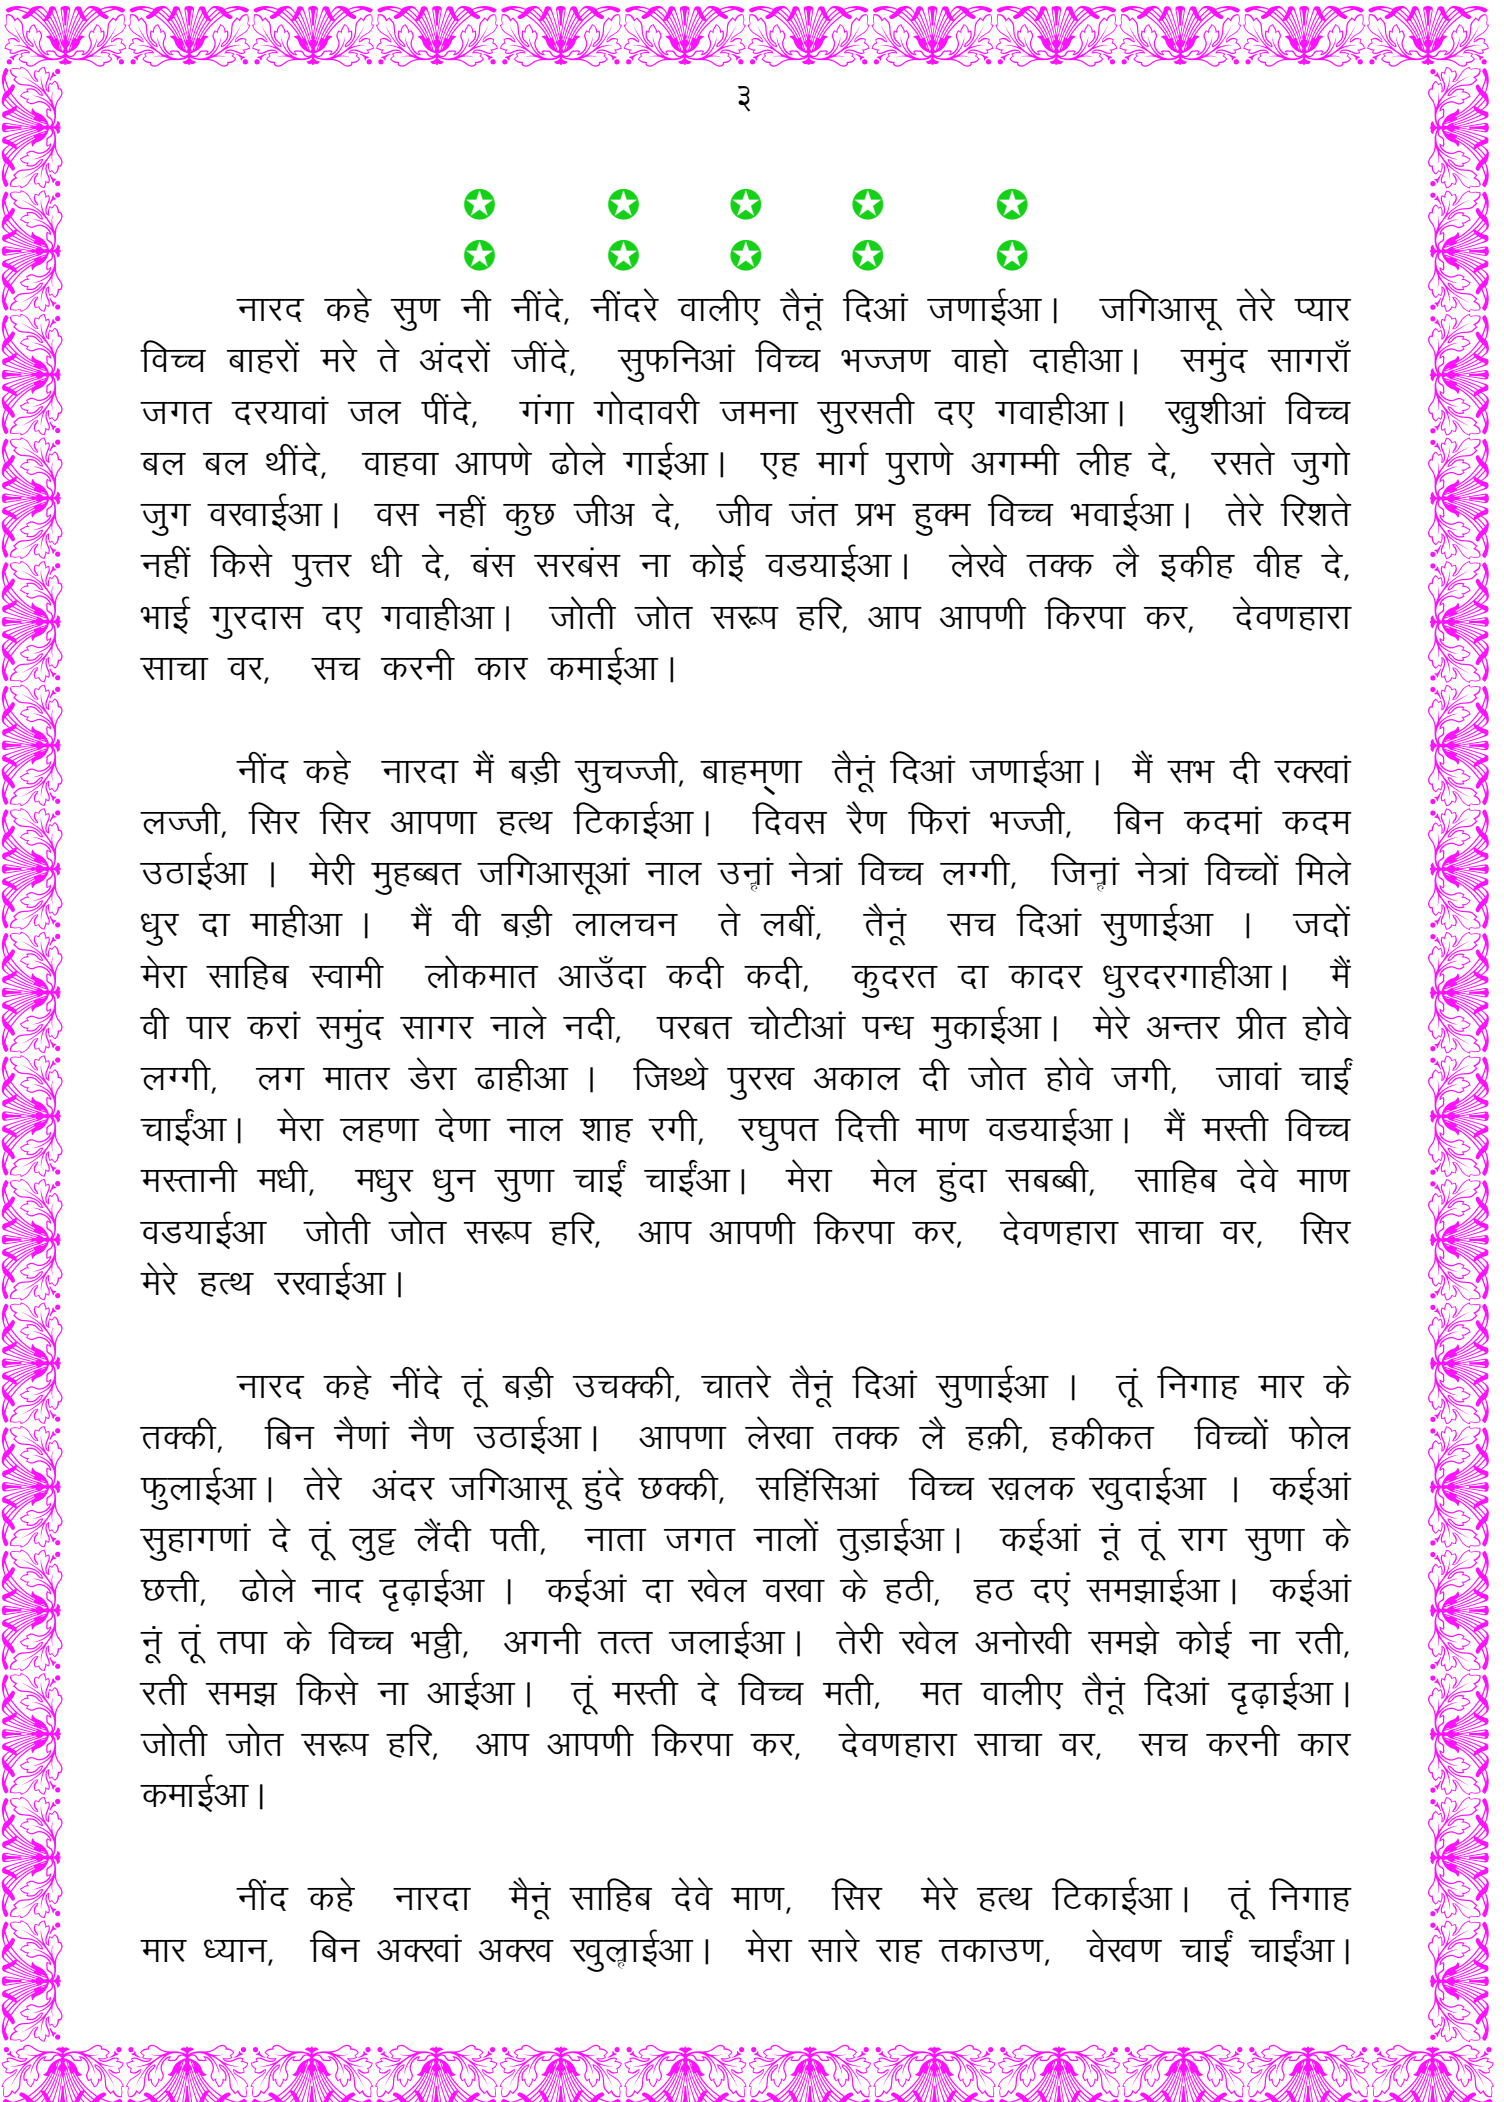 ३
नारद कहे सुण नी नींदे, नींदरे वालीए तैनूं दिआं जणाईआ। जगिआसू तेरे प्यार
विच्च बाहरों मरे ते अंदरों जींदे, सुफनिआं विच्च भज्जण वाहो दाहीआ। समुंद सागराँ
जगत दरयावां जल पींदे, गंगा गोदावरी जमना सुरसती दए गवाहीआ। ख़ुशीआं विच्च
बल बल थींदे, वाहवा आपणे ढोले गाईआ। एह मार्ग पुराणे अगम्मी लीह दे, रसते जुगो
जुग वखाईआ। वस नहीं कुछ जीअ दे, जीव जंत प्रभ हुक्म विच्च भवाईआ। तेरे रिशते
नहीं किसे पुत्तर धी दे, बंस सरबंस ना कोई वडयाईआ। लेखे तक्क लै इकीह वीह दे,
भाई गुरदास दए गवाहीआ। जोती जोत सरूप हरि, आप आपणी किरपा कर, देवणहारा
साचा वर, सच करनी कार कमाईआ।
नींद कहे नारदा मैं बड़ी सुचज्जी, बाहमृणा तैनूं दिआं जणाईआ। मैं सभ दी रक्खां
लज्जी, सिर सिर आपणा हत्थ टिकाईआ। दिवस रैण फिरां भज्जी, बिन कदमां कदम
उठाईआ । मेरी मुहब्बत जगिआसूआं नाल उन्हां नेत्रां विच्च लग्गी, जिन्हां नेत्रां विच्चों मिले
धुर दा माहीआ । मैं वी बड़ी लालचन ते लबीं, तैनूं सच दिआं सुणाईआ । जदों
मेरा साहिब स्वामी लोकमात आउँदा कदी कदी, कुदरत दा कादर धुरदरगाहीआ। मैं
वी पार करां समुंद सागर नाले नदी, परबत चोटीआं पन्ध मुकाईआ। मेरे अन्तर प्रीत होवे
लग्गी, लग मातर डेरा ढाहीआ । जिथ्थे पुरख अकाल दी जोत होवे जगी, जावां चाईं
चाईंआ। मेरा लहणा देणा नाल शाह रगी, रघुपत दित्ती माण वडयाईआ। मैं मस्ती विच्च
मस्तानी मधी, मधुर धुन सुणा चाईं चाईंआ। मेरा मेल हुंदा सबब्बी, साहिब देवे माण
वडयाईआ जोती जोत सरूप हरि, आप आपणी किरपा कर, देवणहारा साचा वर, सिर
मेरे हत्थ रखाईआ।
नारद कहे नींदे तूं बड़ी उचक्की, चातरे तैनूं दिआं सुणाईआ । तूं निगाह मार के
तक्की, बिन नैणां नैण उठाईआ। आपणा लेखा तक्क लै हक़ी, हकीकत विच्चों फोल
फुलाईआ। तेरे अंदर जगिआसू हुंदे छक्की, सहिंसिआं विच्च ख़लक खुदाईआ । कईआं
सुहागणां दे तूं लुट्ट लैंदी पती, नाता जगत नालों तुड़ाईआ। कईआं नूं तूं राग सुणा के
छत्ती, ढोले नाद दृढ़ाईआ । कईआं दा खेल वखा के हठी, हठ दएं समझाईआ। कईआं
नूं तूं तपा के विच्च भट्ठी, अगनी तत्त जलाईआ। तेरी खेल अनोखी समझे कोई ना रती,
रती समझ किसे ना आईआ। तूं मस्ती दे विच्च मती, मत वालीए तैनूं दिआं दृढ़ाईआ।
जोती जोत सरूप हरि, आप आपणी किरपा कर, देवणहारा साचा वर, सच करनी कार
कमाईआ।
नींद कहे नारदा मैनूं साहिब देवे माण, सिर मेरे हत्थ टिकाईआ। तूं निगाह
मार ध्यान, बिन अक्खां अक्ख खुल्हाईआ। मेरा सारे राह तकाउण, वेखण चाईं चाईंआ।